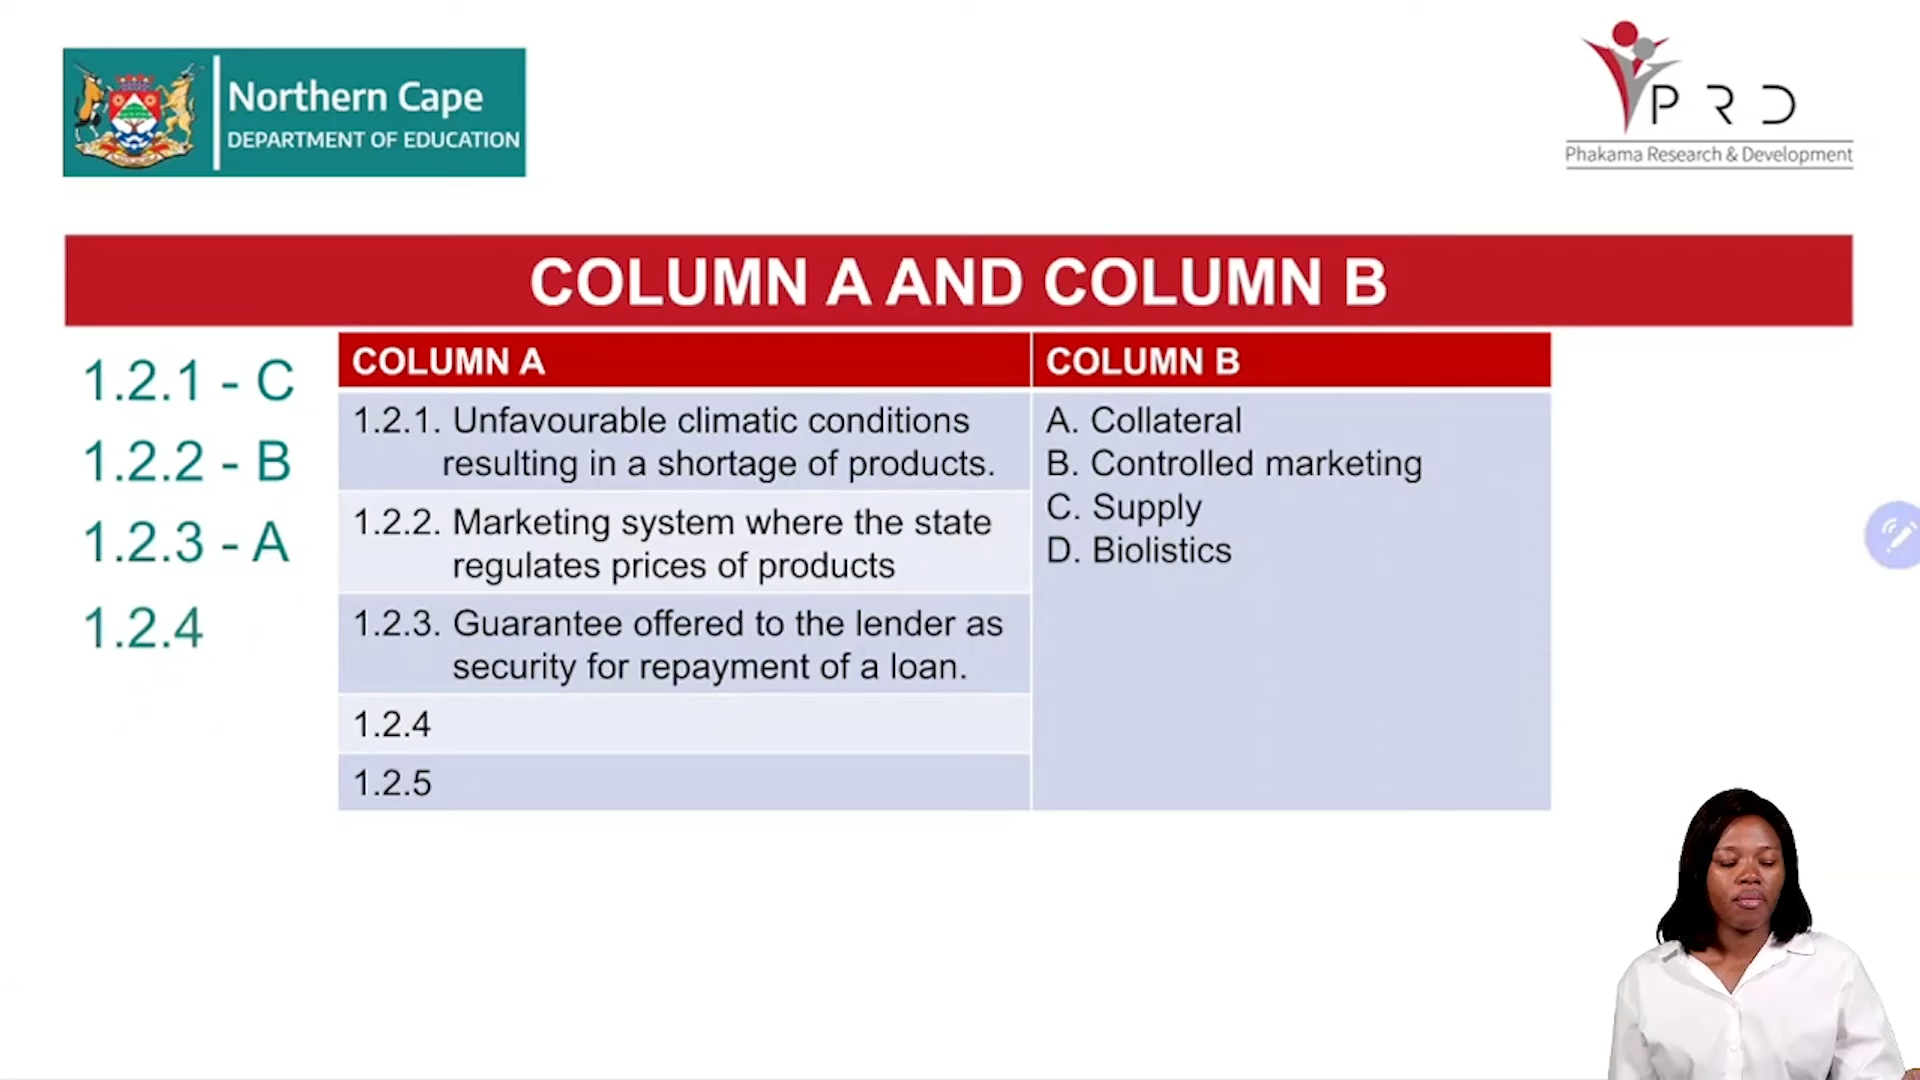 Northern Cape
DEPARTMENT OF EDUCATION
P R D
Phakama Research & Development
COLUMN A AND COLUMN B
1.2.1 - C
1.2.2 - B
1.2.3 - A
1.2.4
COLUMN A
1.2.1. Unfavourable climatic conditions
resulting in a shortage of products.
1.2.2. Marketing system where the state
regulates prices of products
1.2.3. Guarantee offered to the lender as
security for repayment of a loan.
1.2.4
1.2.5
COLUMN B
A. Collateral
B. Controlled marketing
C. Supply
D. Biolistics